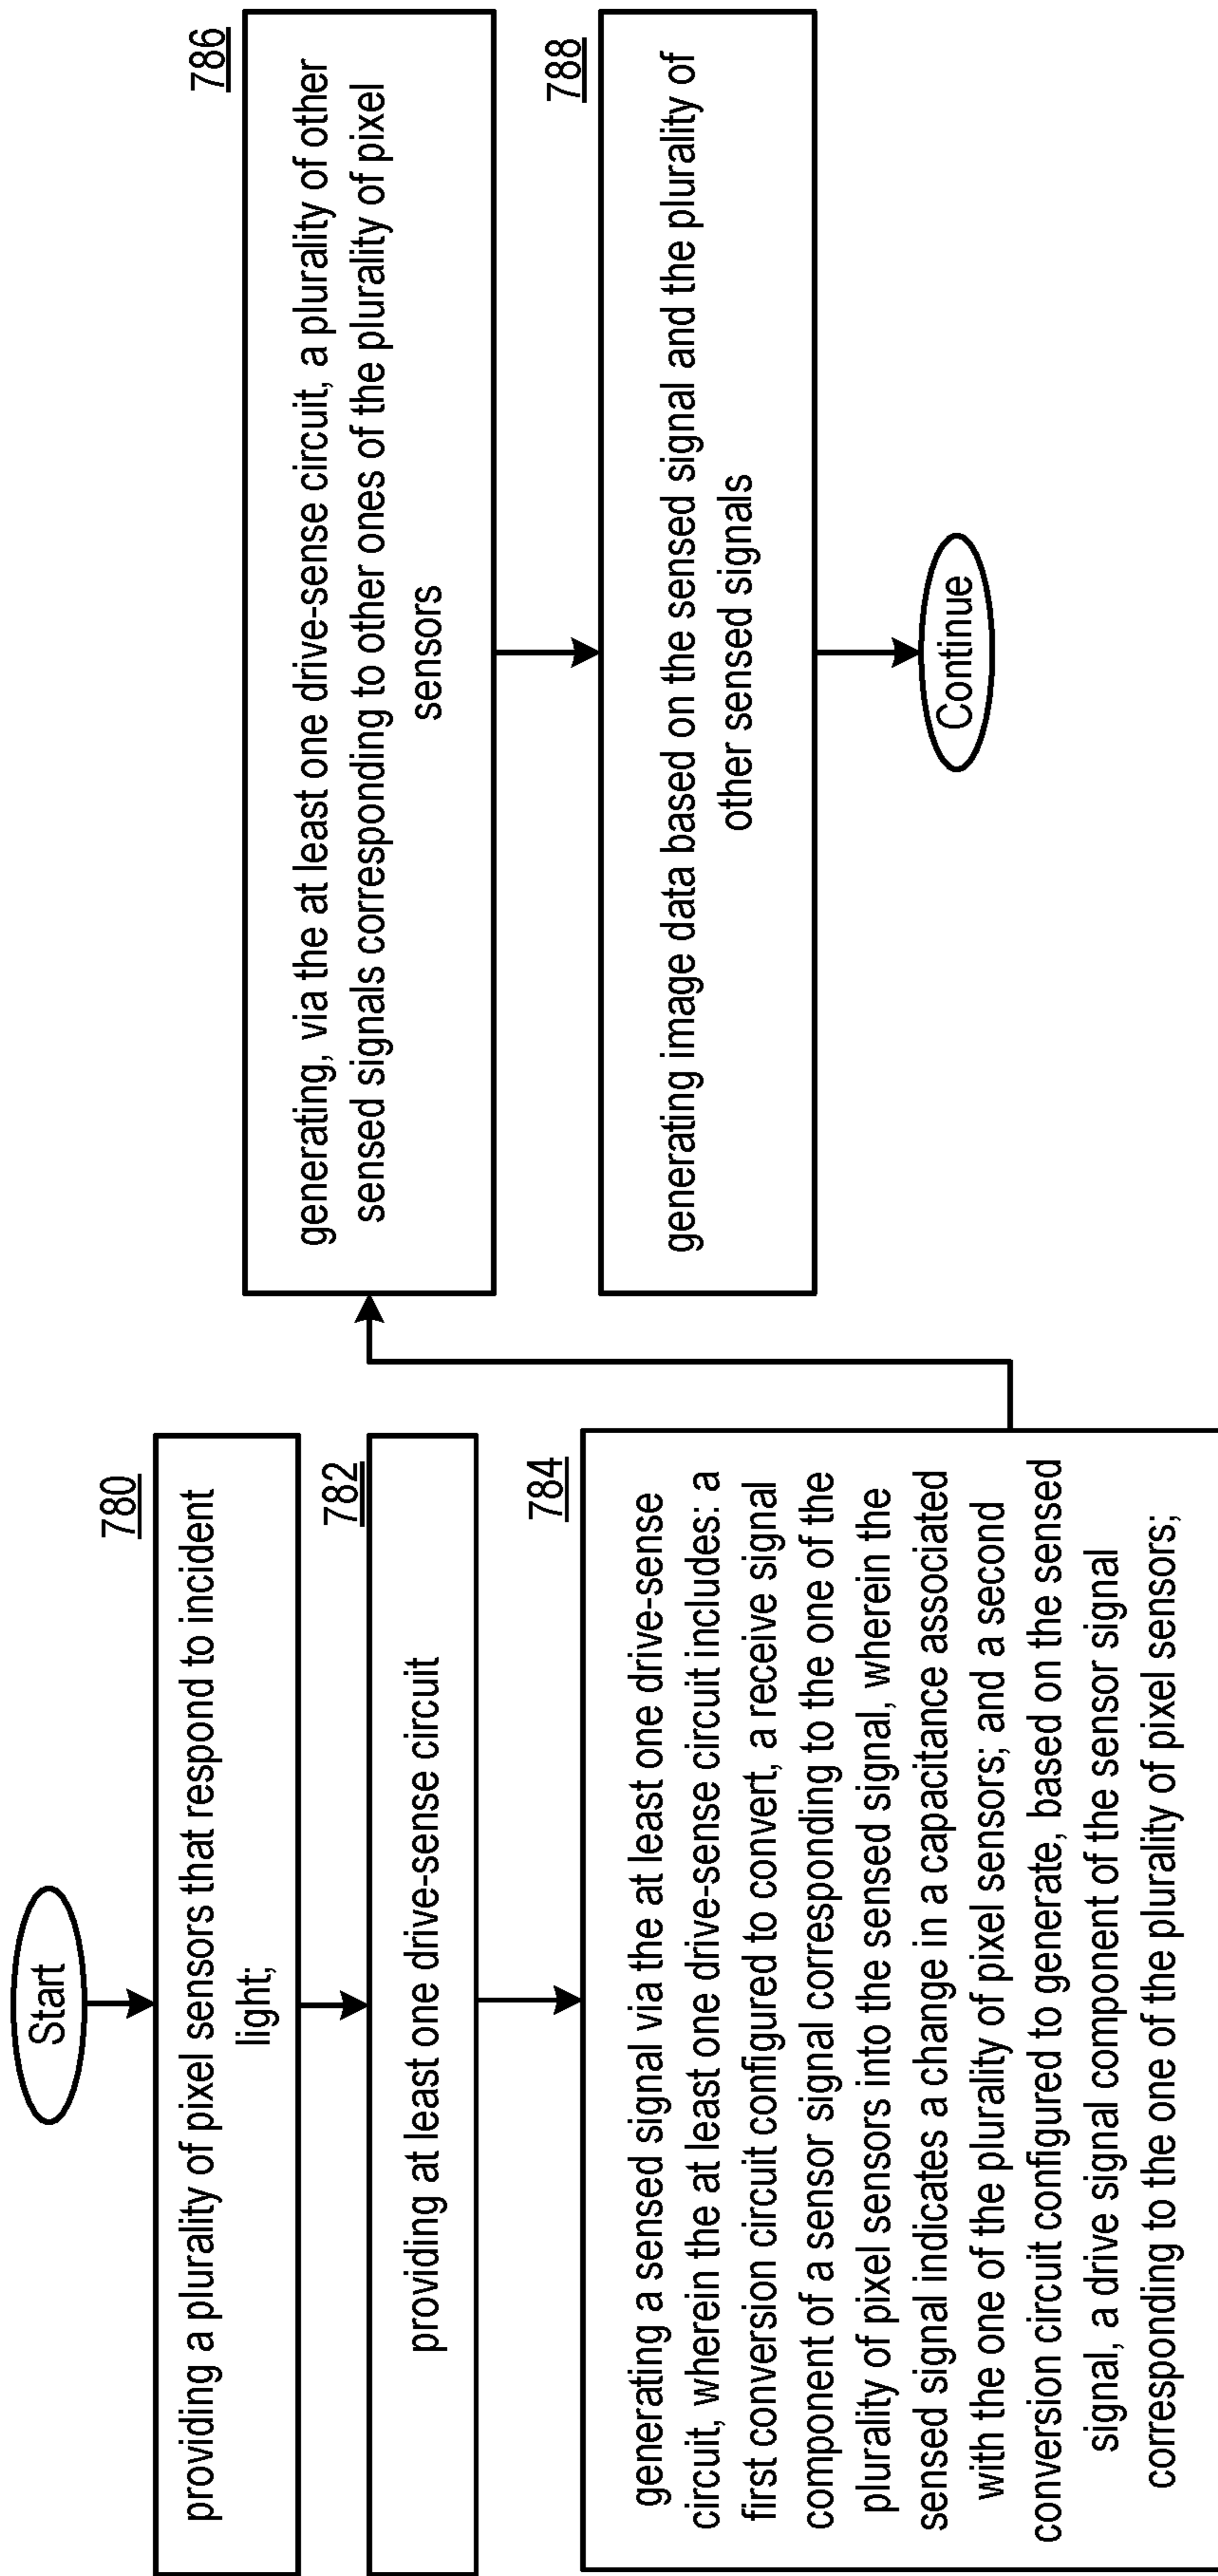 Start
780
providing a plurality of pixel sensors that respond to incident
light;
782
providing at least one drive-sense circuit
784
generating a sensed signal via the at least one drive-sense
circuit, wherein the at least one drive-sense circuit includes: a
first conversion circuit configured to convert, a receive signal
component of a sensor signal corresponding to the one of the
plurality of pixel sensors into the sensed signal, wherein the
sensed signal indicates a change in a capacitance associated
with the one of the plurality of pixel sensors; and a second
conversion circuit configured to generate, based on the sensed
signal, a drive signal component of the sensor signal
corresponding to the one of the plurality of pixel sensors;
786
generating, via the at least one drive-sense circuit, a plurality of other
sensed signals corresponding to other ones of the plurality of pixel
sensors
788
generating image data based on the sensed signal and the plurality of
other sensed signals
Continue